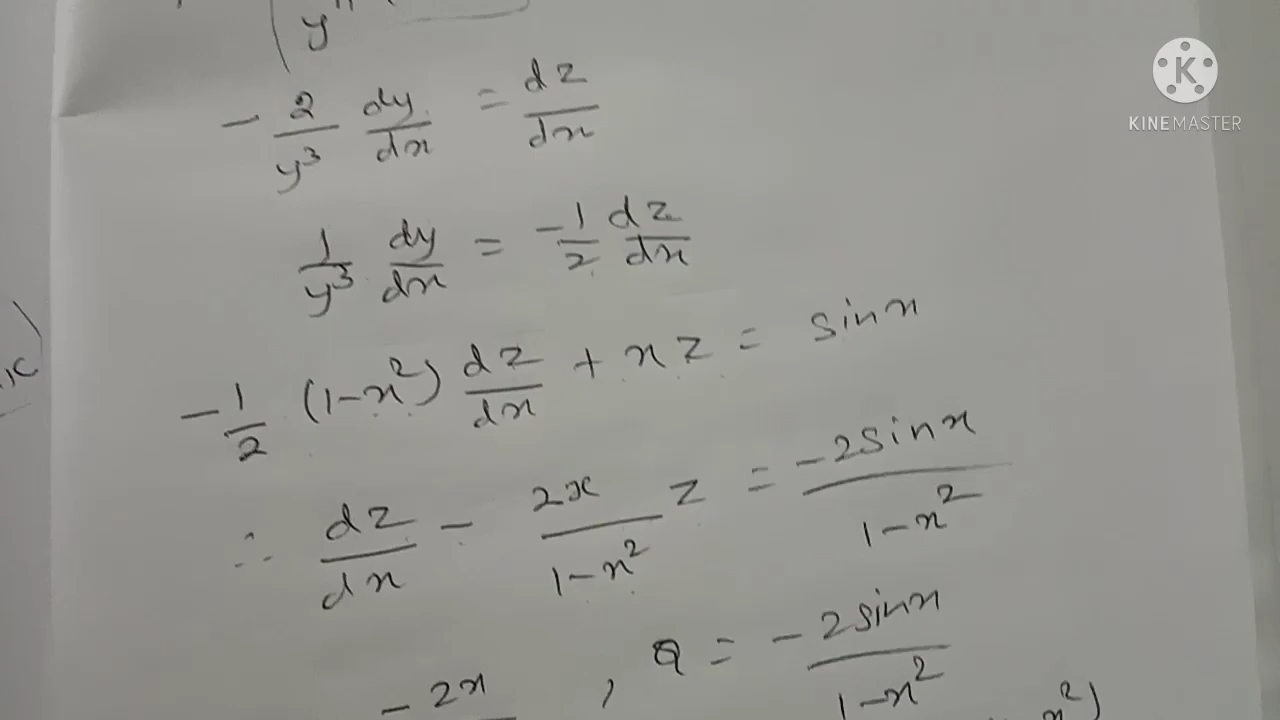 y
- 2/y³ dy/dx = dz/dx
1/y³ dy/dx = -1/2 dz/dx
-1/2 (1-x²) dz/dx + xz = sinx
∴ dz/dx - 2x/1-x² z = -2sinx/1-x²
-2x , Q = -2sinx/1-x²
x²)
K
KINEMASTER